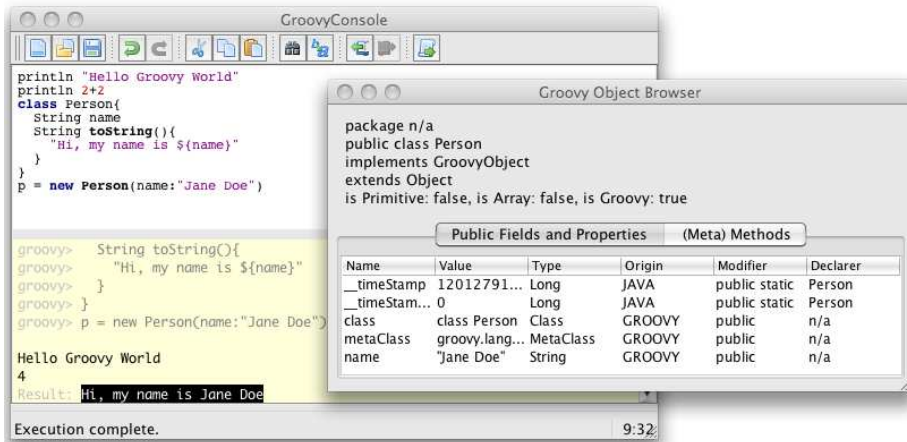 GroovyConsole
println "Hello Groovy World"
println 2+2
class Person{
String name
String toString(){
"Hi, my name is ${name}"
}
}
p = new Person(name:"Jane Doe")
groovy> String toString(){
groovy> "Hi, my name is ${name}"
groovy> }
groovy> }
groovy> p = new Person(name:"Jane Doe")
Hello Groovy World
4
Result: Hi, my name is Jane Doe
Execution complete.
9:32
Groovy Object Browser
package n/a
public class Person
implements GroovyObject
extends Object
is Primitive: false, is Array: false, is Groovy: true
Public Fields and Properties (Meta) Methods
Name Value Type Origin Modifier Declarer
__timeStamp 12012791... Long JAVA public static Person
__timeStam... 0 Long JAVA public static Person
class class Person Class GROOVY public n/a
metaClass groovy.lang... MetaClass GROOVY public n/a
name "Jane Doe" String GROOVY public n/a